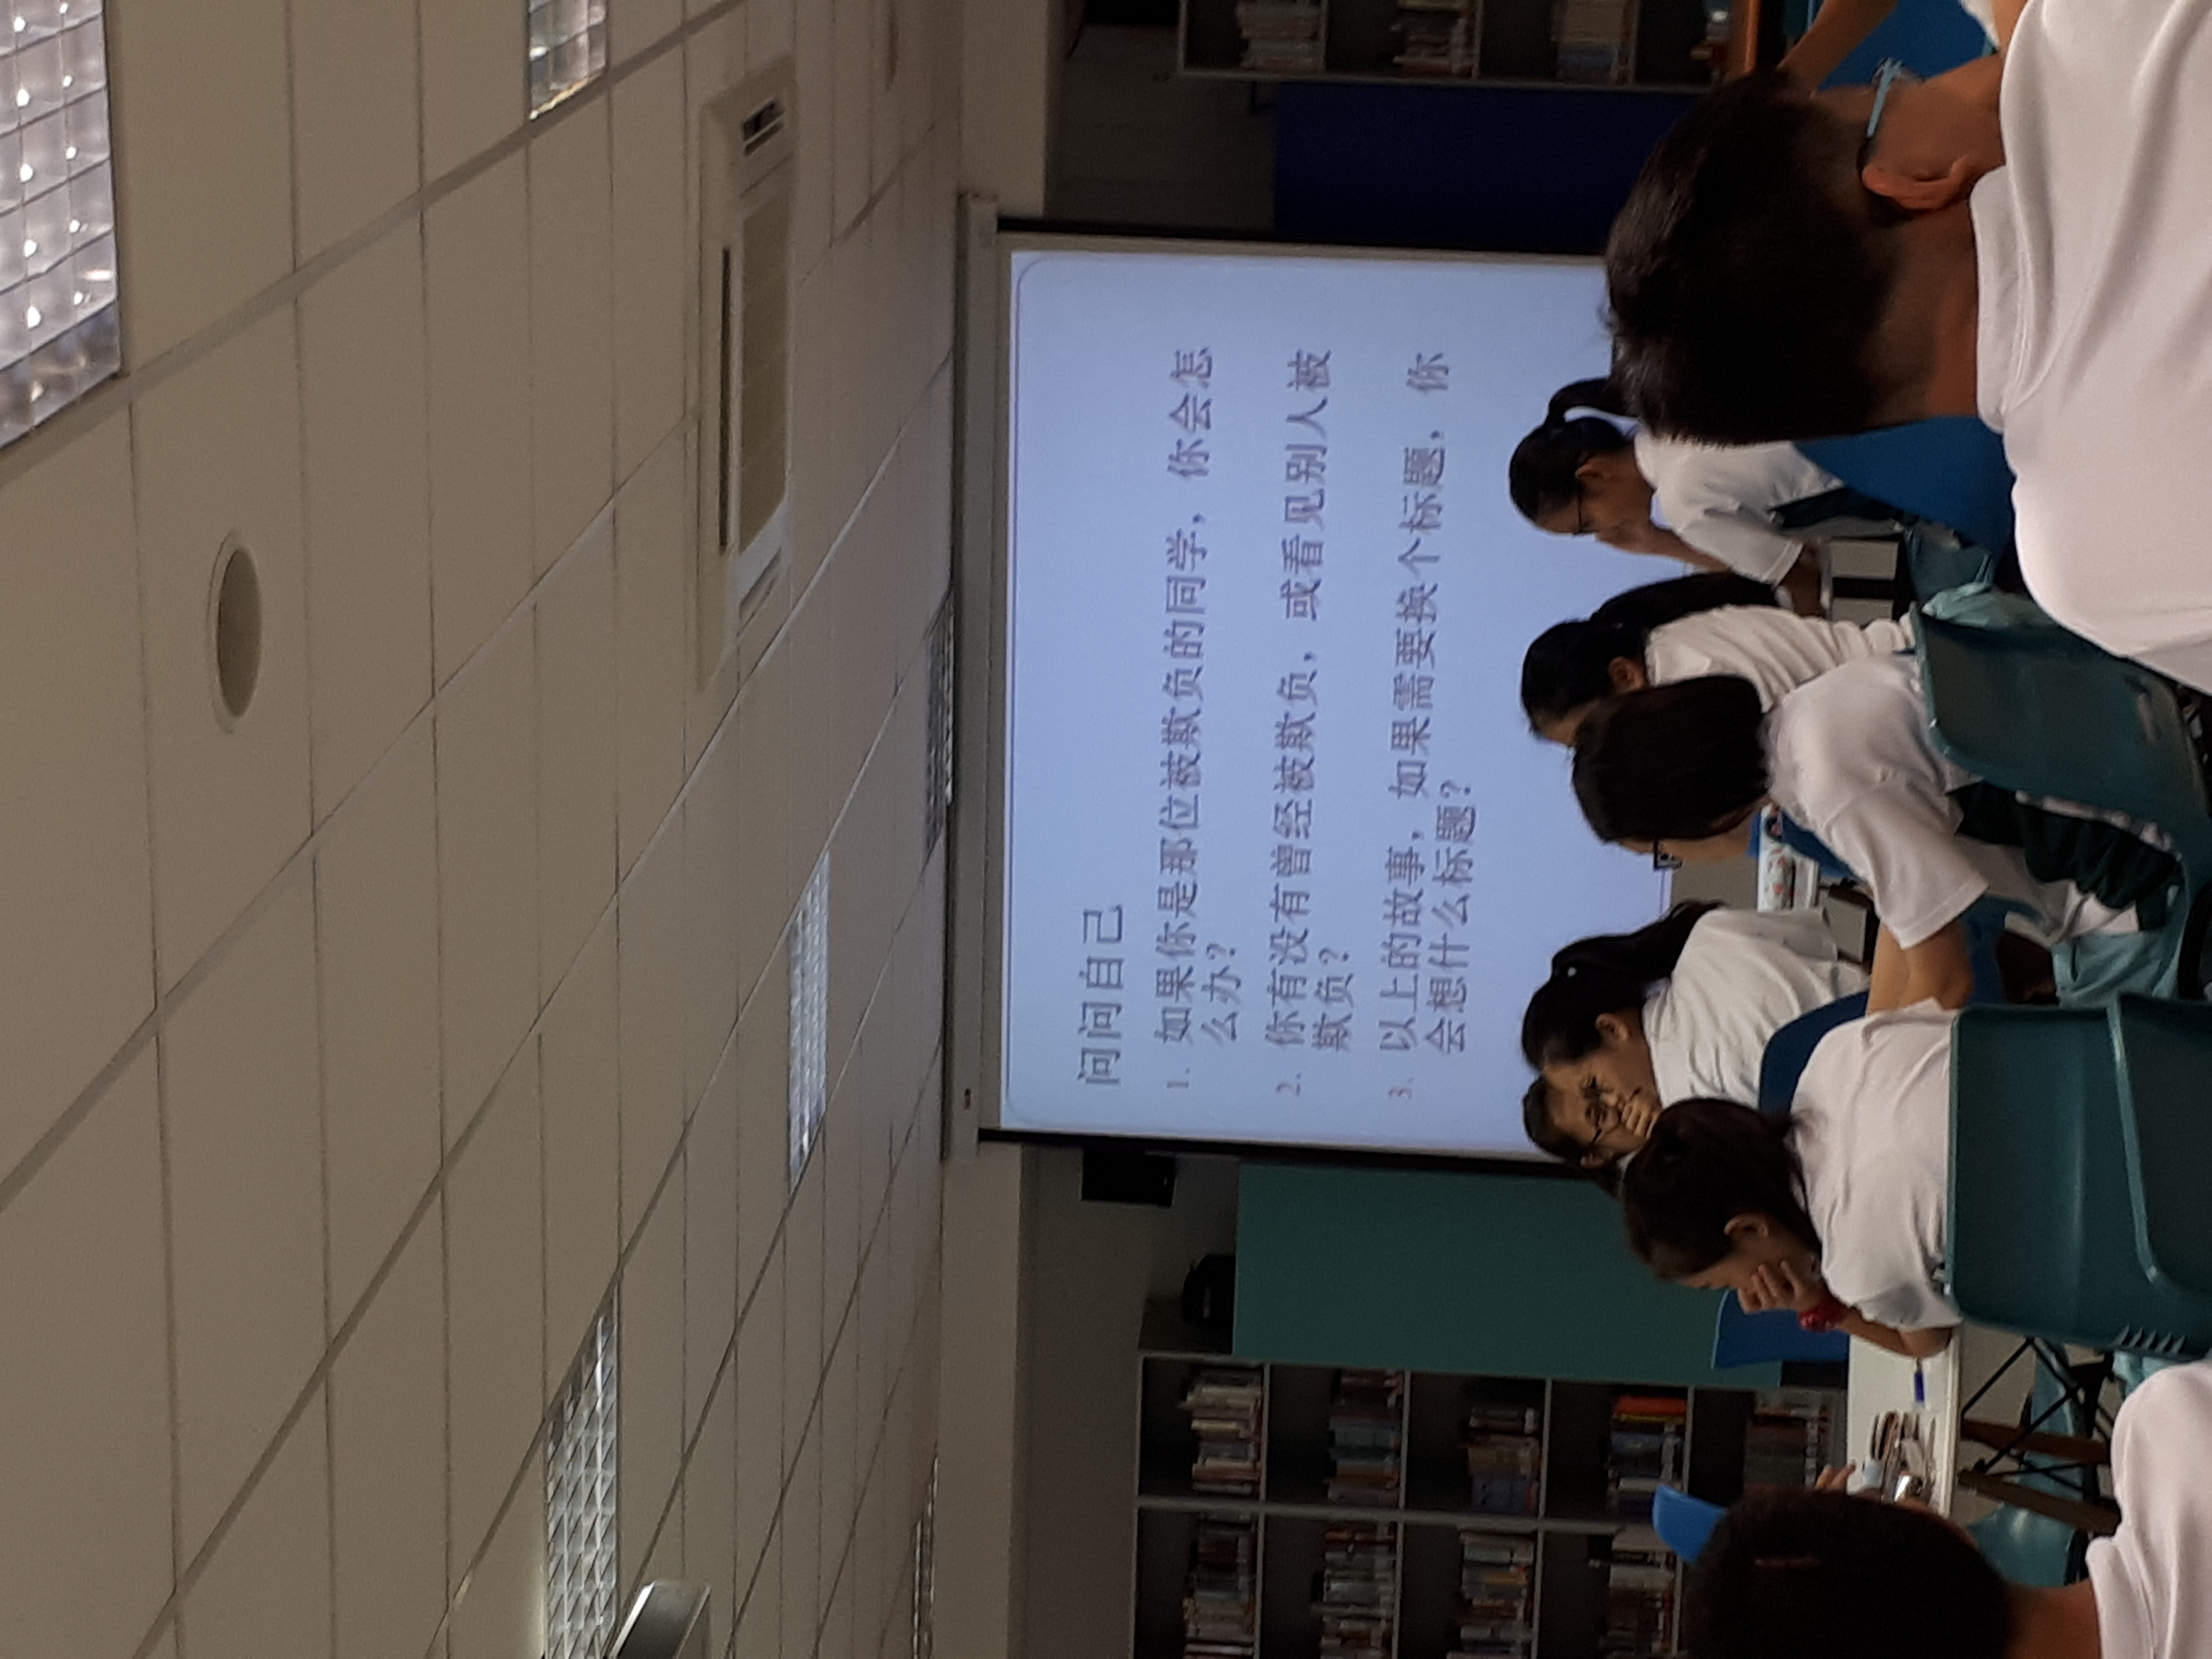 问问自己
1. 如果你是那位被欺负的同学，你会怎
么办？
2. 你有没有曾经被欺负，或看见别人被
欺负？
3. 以上的故事，如果需要换个标题，你
会想什么标题？